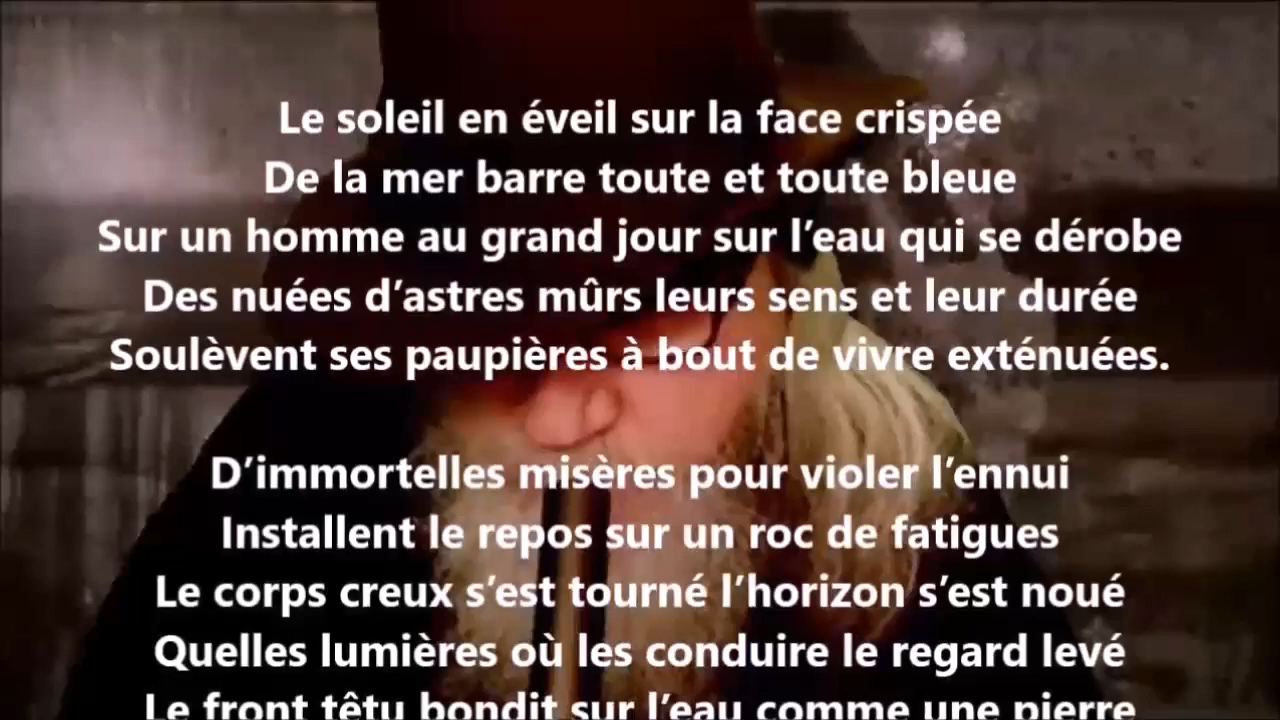 Le soleil en éveil sur la face crispée
De la mer barre toute et toute bleue
Sur un homme au grand jour sur l’eau qui se dérobe
Des nuées d’astres mûrs leurs sens et leur durée
Soulèvent ses paupières à bout de vivre exténuées.
D’immortelles misères pour violer l’ennui
Installent le repos sur un roc de fatigues
Le corps creux s’est tourné l’horizon s’est noué
Quelles lumières où les conduire le regard levé
Le front têtu bondit sur l’eau comme une pierre